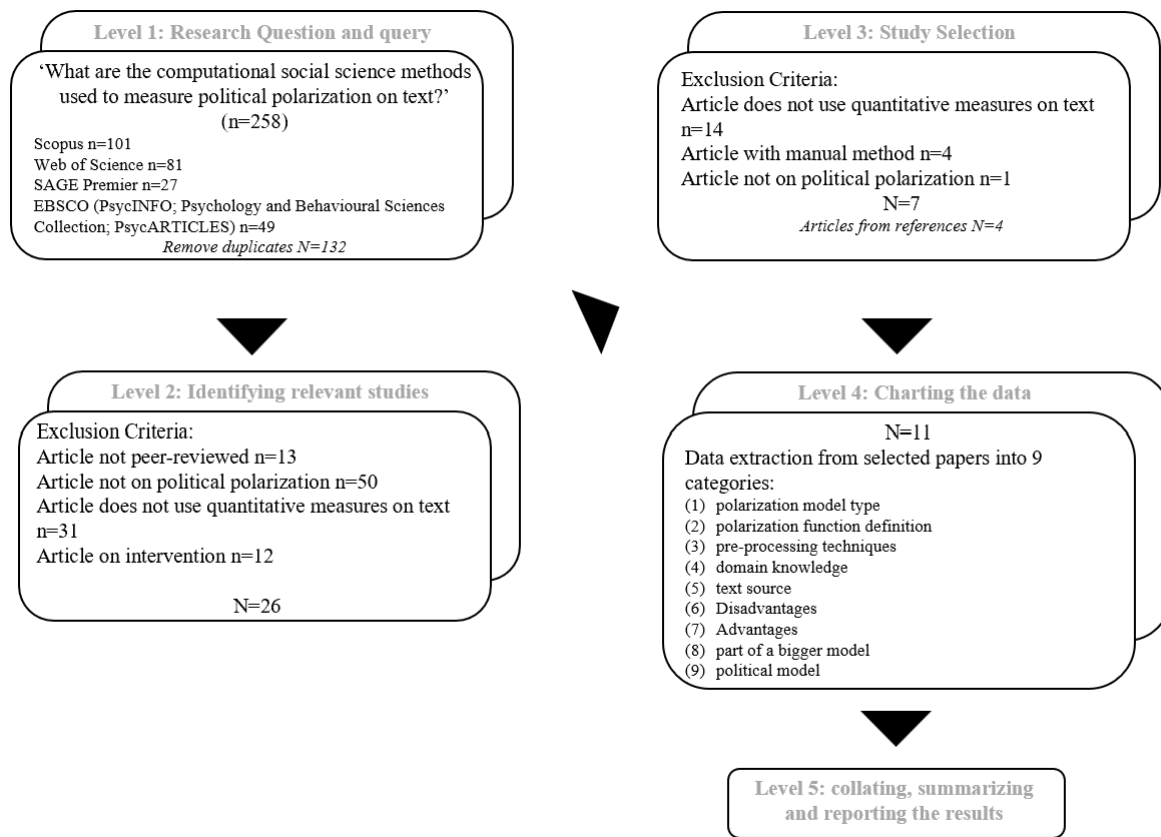 Level 1: Research Question and query
‘What are the computational social science methods
used to measure political polarization on text?’
(n=258)
Scopus n=101
Web of Science n=81
SAGE Premier n=27
EBSCO (PsycINFO; Psychology and Behavioural Sciences
Collection; PsycARTICLES) n=49
Remove duplicates N=132
Level 2: Identifying relevant studies
Exclusion Criteria:
Article not peer-reviewed n=13
Article not on political polarization n=50
Article does not use quantitative measures on text
n=31
Article on intervention n=12
N=26
Level 3: Study Selection
Exclusion Criteria:
Article does not use quantitative measures on text
n=14
Article with manual method n=4
Article not on political polarization n=1
N=7
Articles from references N=4
Level 4: Charting the data
N=11
Data extraction from selected papers into 9
categories:
(1) polarization model type
(2) polarization function definition
(3) pre-processing techniques
(4) domain knowledge
(5) text source
(6) Disadvantages
(7) Advantages
(8) part of a bigger model
(9) political model
Level 5: collating, summarizing
and reporting the results